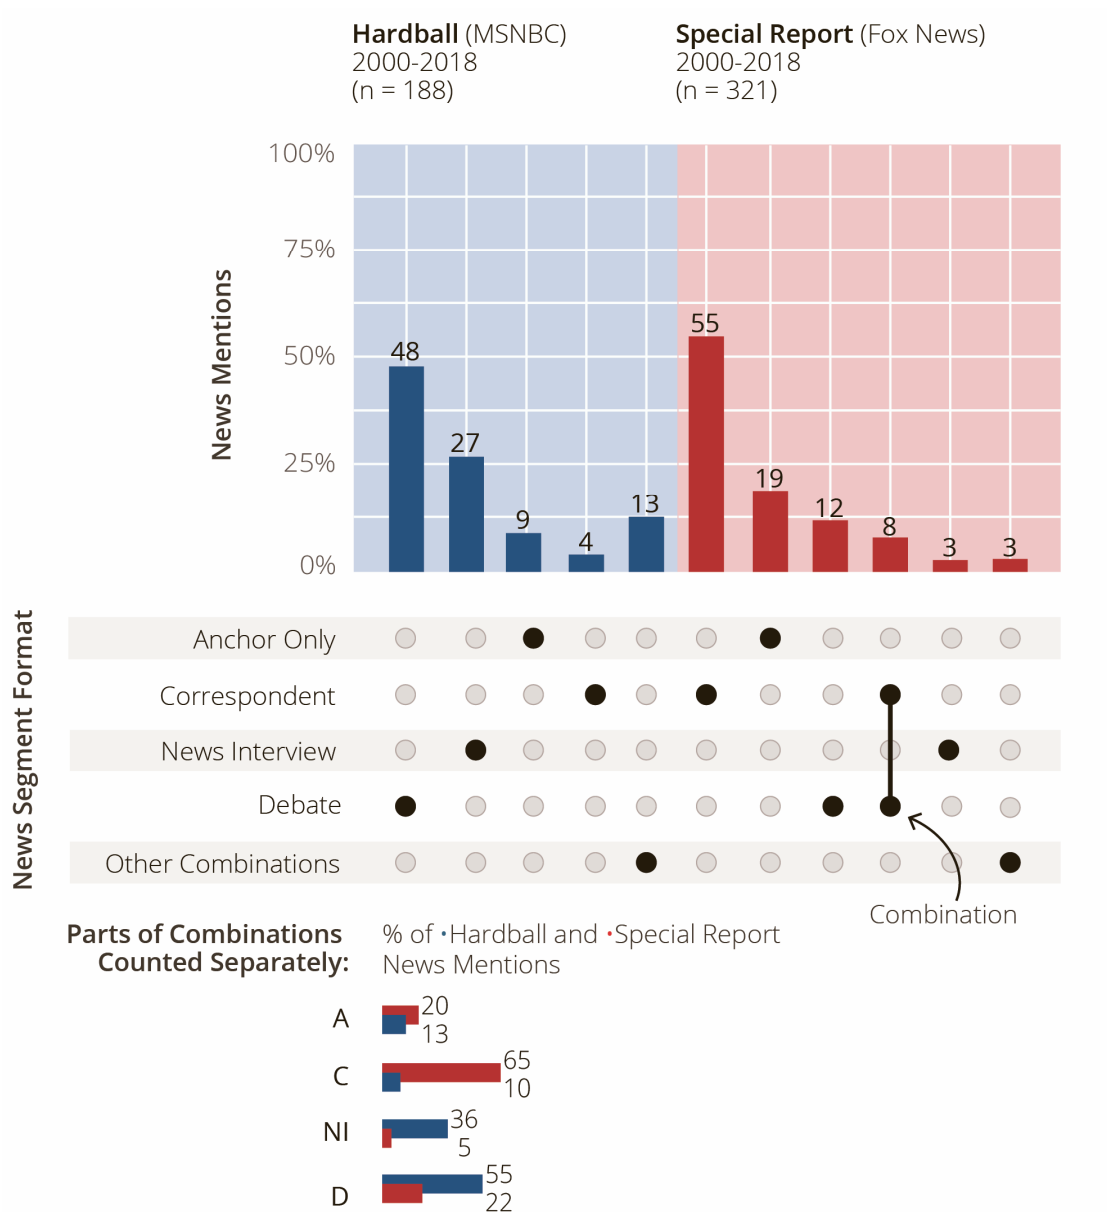 Hardball (MSNBC)
2000-2018
(n = 188)
Special Report (Fox News)
2000-2018
(n = 321)
News Mentions
100%
75%
50%
25%
0%
48
27
9
4
13
55
19
12
8
3
3
News Segment Format
Anchor Only
Correspondent
News Interview
Debate
Other Combinations
Combination
Parts of Combinations
Counted Separately:
% of •Hardball and •Special Report
News Mentions
A
20
13
C
65
10
NI
36
5
D
55
22